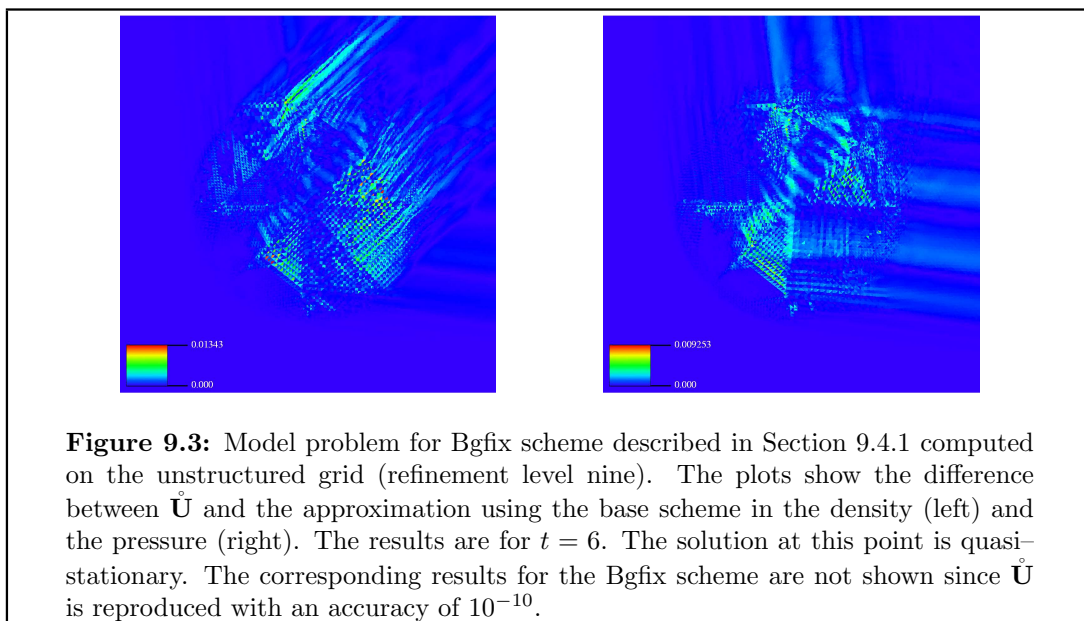 0.01343
0.000
0.009253
0.000
Figure 9.3: Model problem for Bgfix scheme described in Section 9.4.1 computed
on the unstructured grid (refinement level nine). The plots show the difference
between Ů and the approximation using the base scheme in the density (left) and
the pressure (right). The results are for t = 6. The solution at this point is quasi–
stationary. The corresponding results for the Bgfix scheme are not shown since Ů
is reproduced with an accuracy of 10⁻¹⁰.